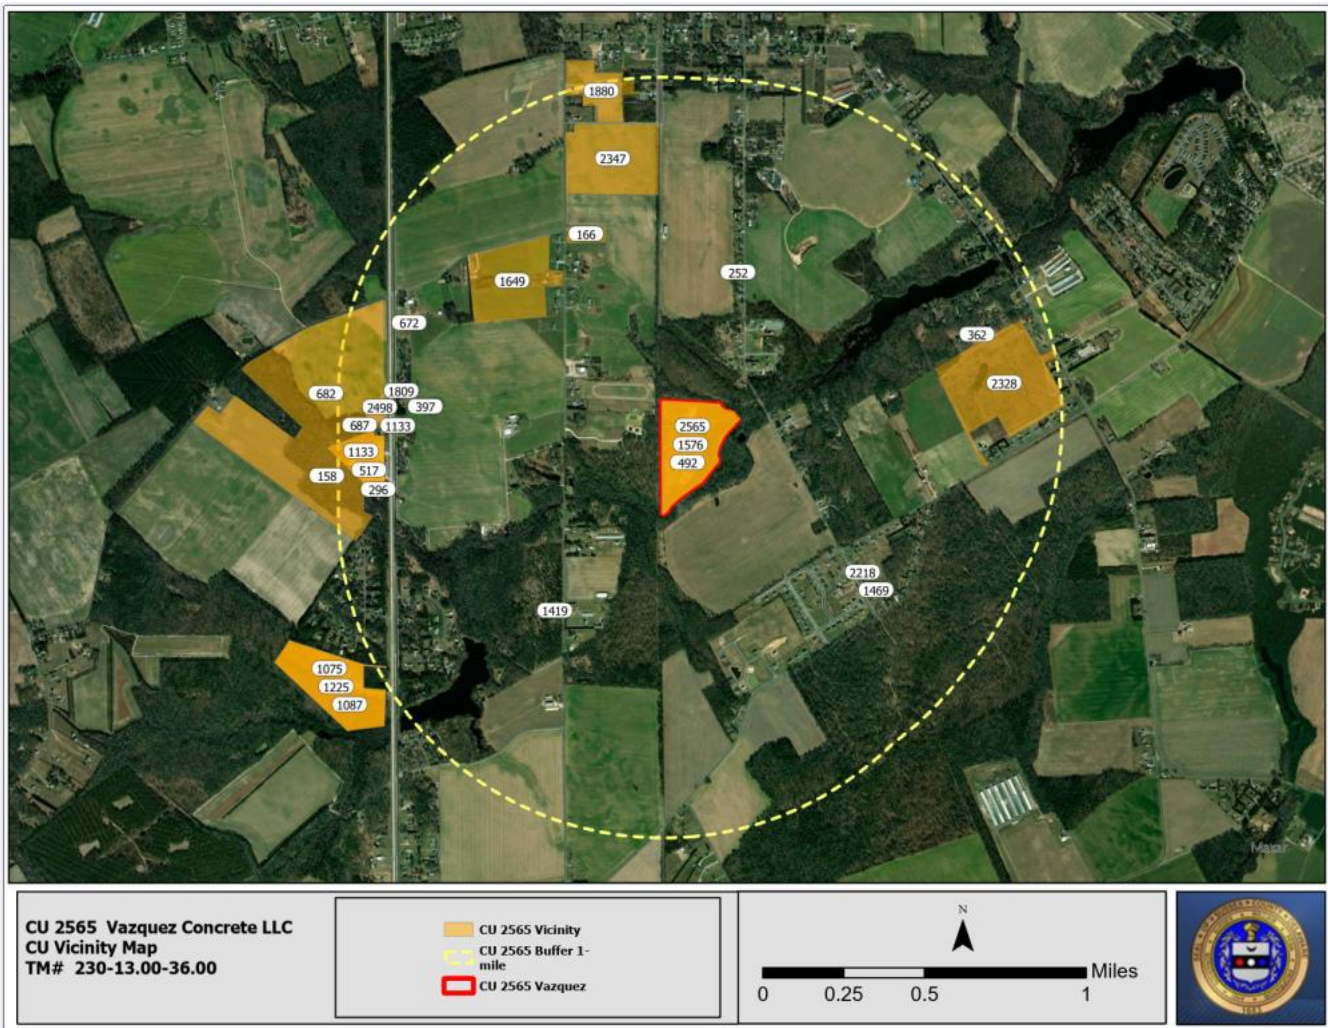 1880
2347
166
252
1649
672
362
2328
682
1809
2498
397
687
1133
2565
1576
492
1133
517
158
296
2218
1469
1419
1075
1225
1087
Maxar
CU 2565 Vazquez Concrete LLC
CU Vicinity Map
TM# 230-13.00-36.00
CU 2565 Vicinity
CU 2565 Buffer 1-
mile
CU 2565 Vazquez
N
Miles
0 0.25 0.5 1
1683